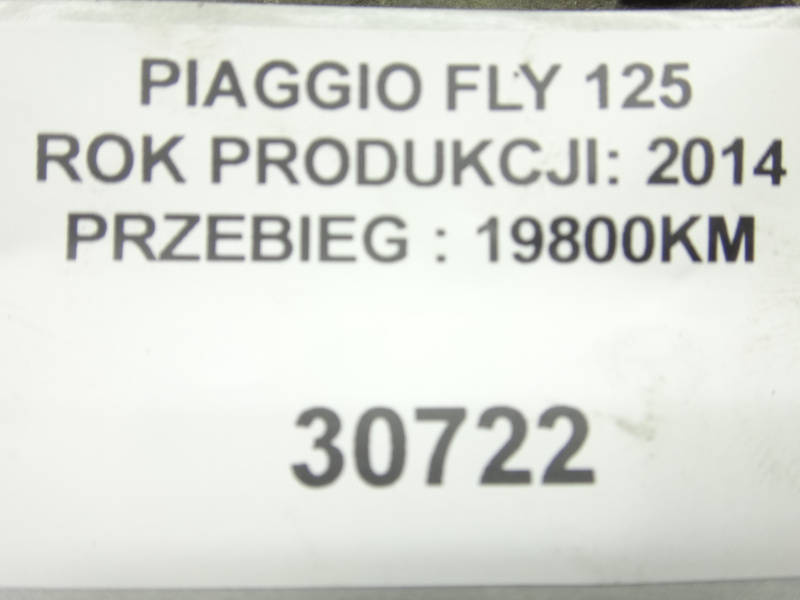 PIAGGIO FLY 125
ROK PRODUKCJI: 2014
PRZEBIEG : 19800KM
30722